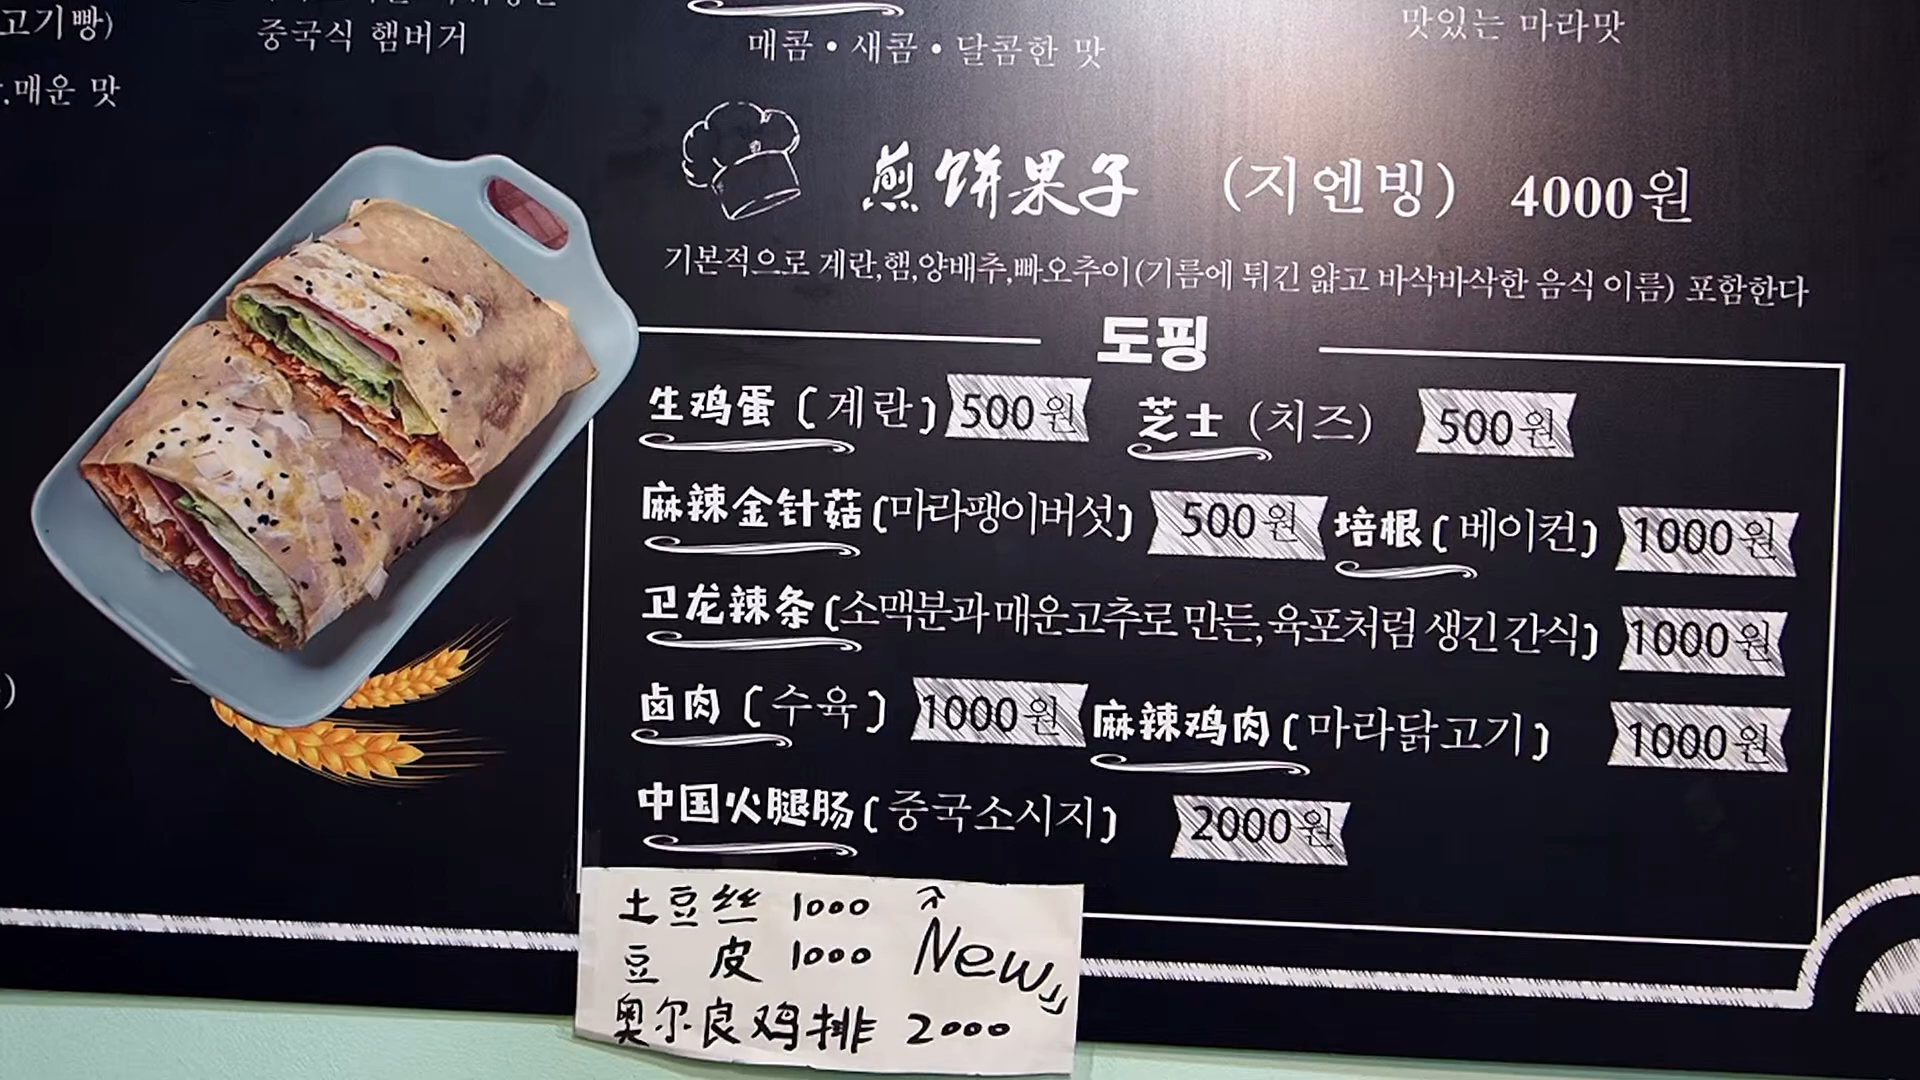 고기빵)
중국식 햄버거
매운 맛
매콤•새콤•달콤한 맛
맛있는 마라맛
煎饼果子 (지엔빙) 4000원
기본적으로 계란,햄,양배추,빠오추이(기름에 튀긴 얇고 바삭바삭한 음식 이름) 포함한다
도핑
生鸡蛋 (계란) 500원 芝士 (치즈) 500원
麻辣金针菇(마라팽이버섯) 500원 培根(베이컨) 1000원
卫龙辣条(소맥분과 매운고추로 만든,육포처럼 생긴 간식) 1000원
卤肉 (수육) 1000원 麻辣鸡肉(마라닭고기) 1000원
中国火腿肠(중국소시지) 2000원
土豆丝 1000
豆 皮 1000 New
奥尔良鸡排 2000